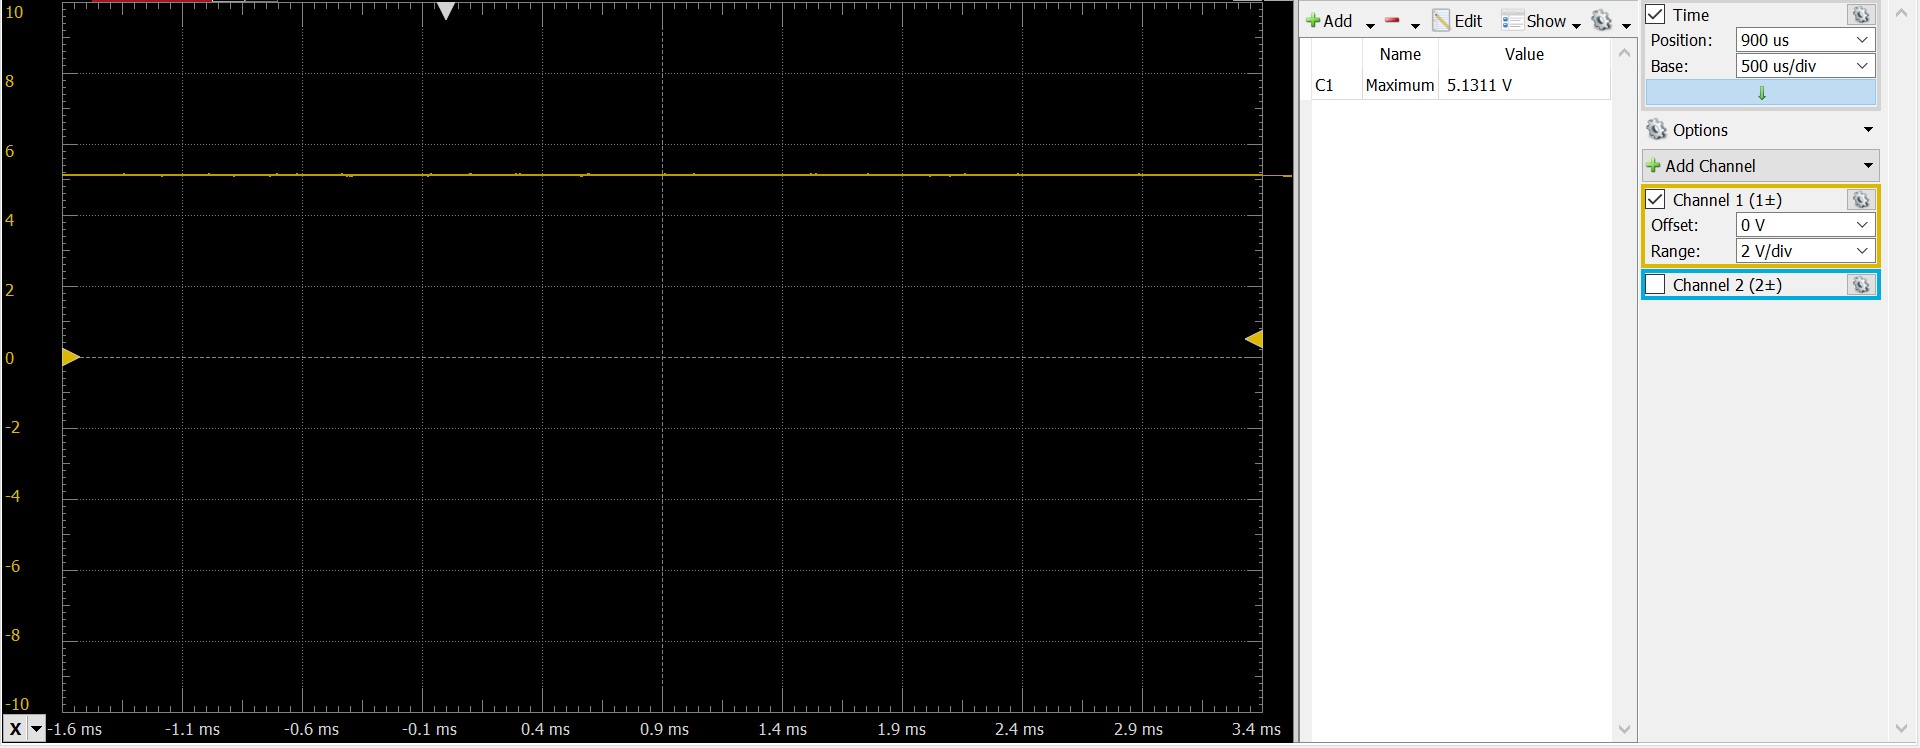 10
8
6
4
2
0
-2
-4
-6
-8
-10
X
-1.6 ms -1.1 ms -0.6 ms -0.1 ms 0.4 ms 0.9 ms 1.4 ms 1.9 ms 2.4 ms 2.9 ms 3.4 ms
Add Edit Show
Name Value
C1 Maximum 5.1311 V
Time
Position: 900 us
Base: 500 us/div
Options
Add Channel
Channel 1 (1±)
Offset: 0 V
Range: 2 V/div
Channel 2 (2±)